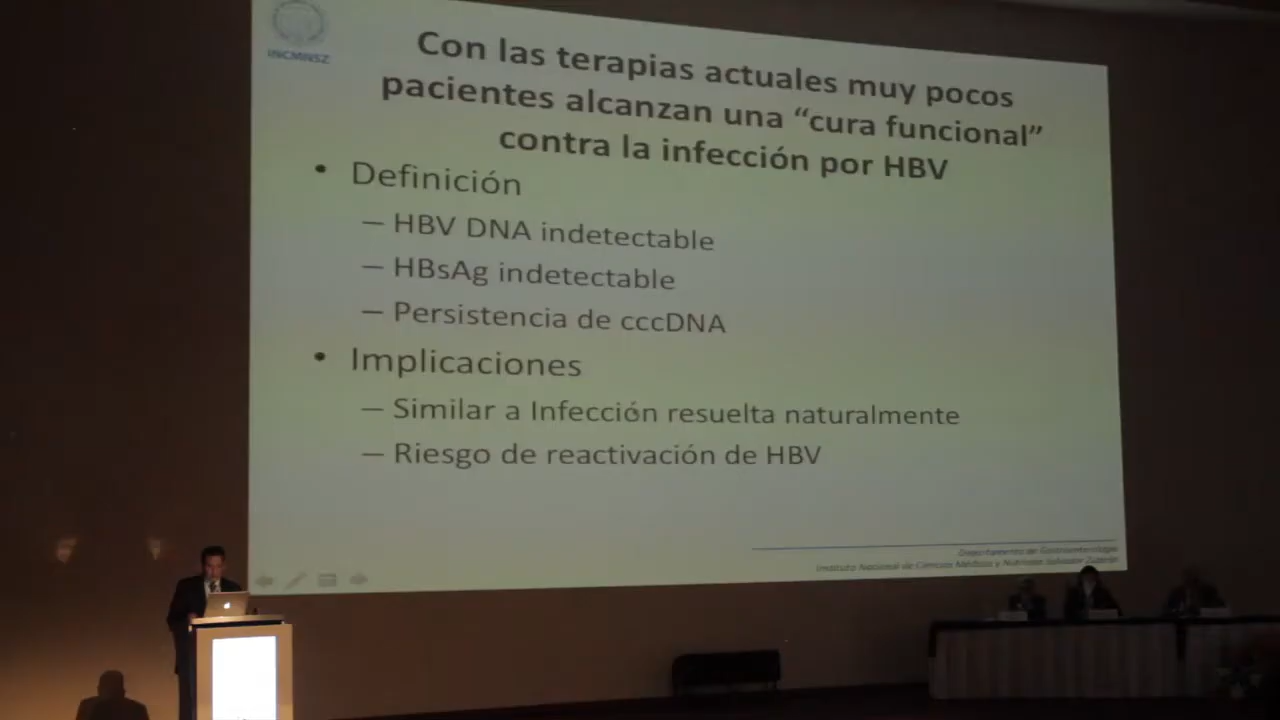 INCMNSZ
Con las terapias actuales muy pocos
pacientes alcanzan una “cura funcional”
contra la infección por HBV
• Definición
– HBV DNA indetectable
– HBsAg indetectable
– Persistencia de cccDNA
• Implicaciones
– Similar a Infección resuelta naturalmente
– Riesgo de reactivación de HBV
Departamento de Gastroenterología
Instituto Nacional de Ciencias Médicas y Nutrición Salvador Zubirán